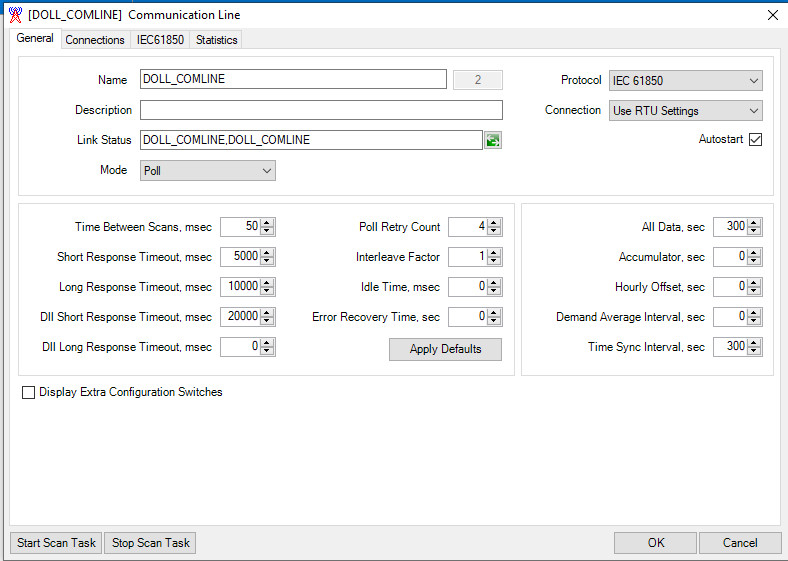 [DOLL_COMLINE] Communication Line
General Connections IEC61850 Statistics
Name DOLL_COMLINE 2 Protocol IEC 61850
Description Connection Use RTU Settings
Link Status DOLL_COMLINE,DOLL_COMLINE Autostart
Mode Poll
Time Between Scans, msec 50 Poll Retry Count 4 All Data, sec 300
Short Response Timeout, msec 5000 Interleave Factor 1 Accumulator, sec 0
Long Response Timeout, msec 10000 Idle Time, msec 0 Hourly Offset, sec 0
DII Short Response Timeout, msec 20000 Error Recovery Time, sec 0 Demand Average Interval, sec 0
DII Long Response Timeout, msec 0 Apply Defaults Time Sync Interval, sec 300
Display Extra Configuration Switches
Start Scan Task Stop Scan Task OK Cancel